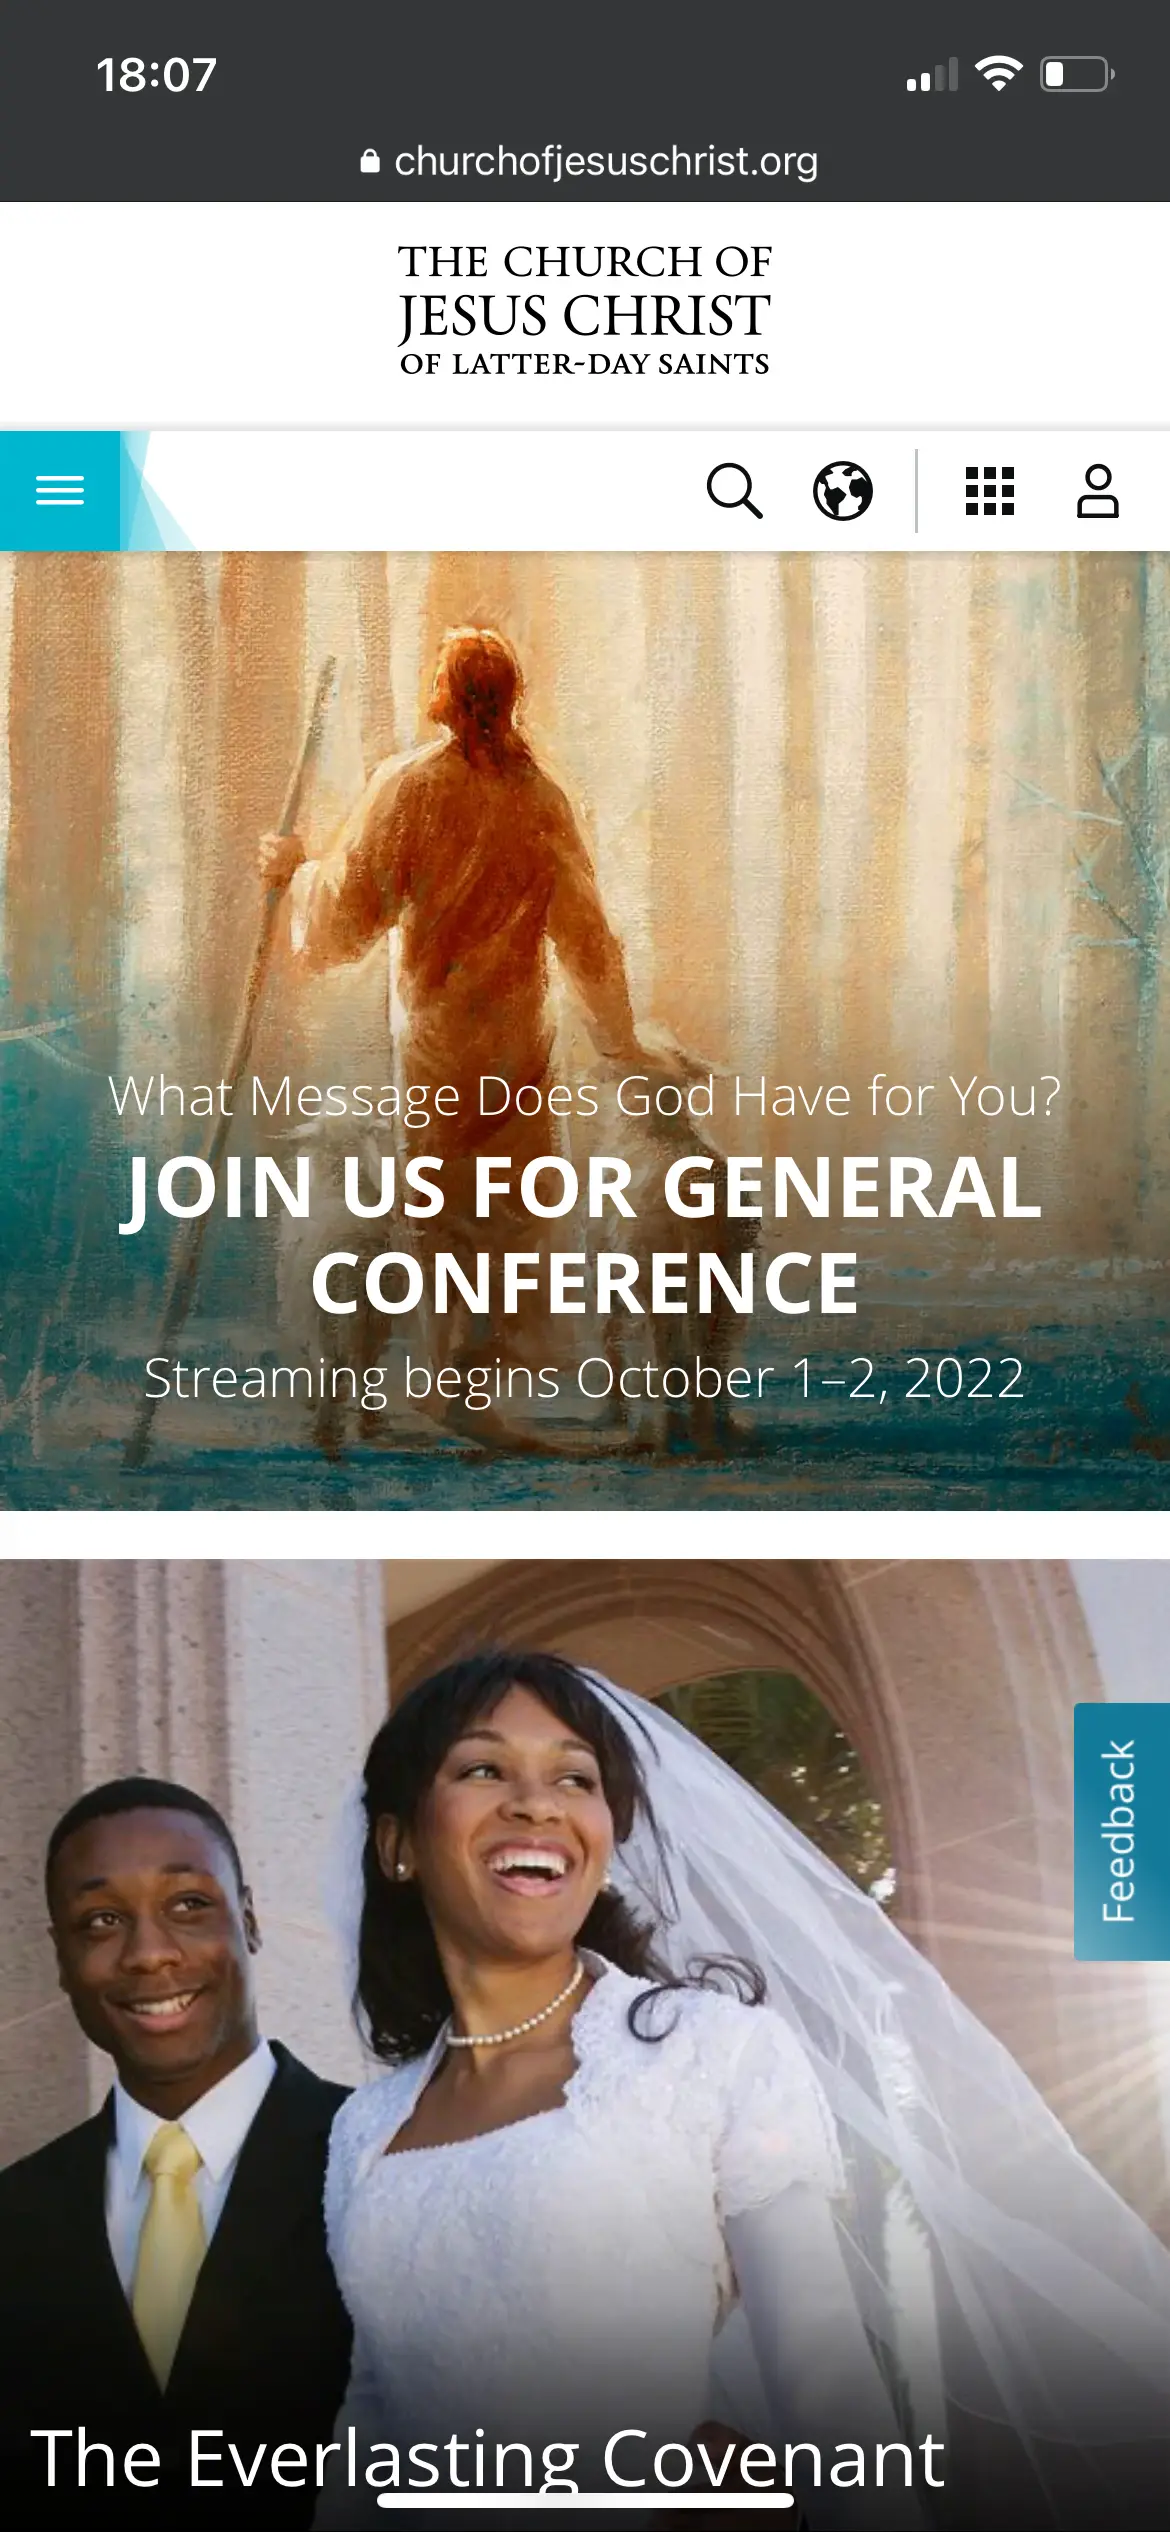 18:07
churchofjesuschrist.org
THE CHURCH OF
JESUS CHRIST
OF LATTER-DAY SAINTS
What Message Does God Have for You?
JOIN US FOR GENERAL
CONFERENCE
Streaming begins October 1–2, 2022
Feedback
The Everlasting Covenant